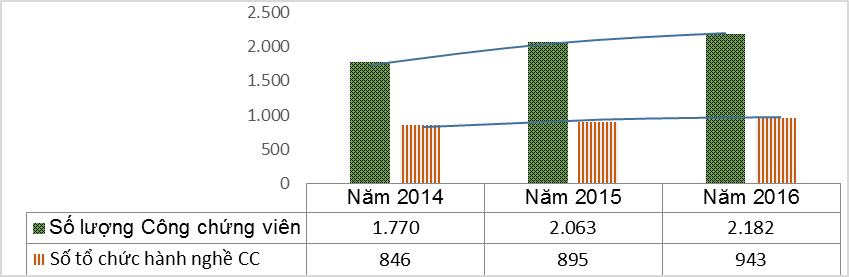 2.500
2.000
1.500
1.000
500
0
Năm 2014 Năm 2015 Năm 2016
Số lượng Công chứng viên 1.770 2.063 2.182
Số tổ chức hành nghề CC 846 895 943